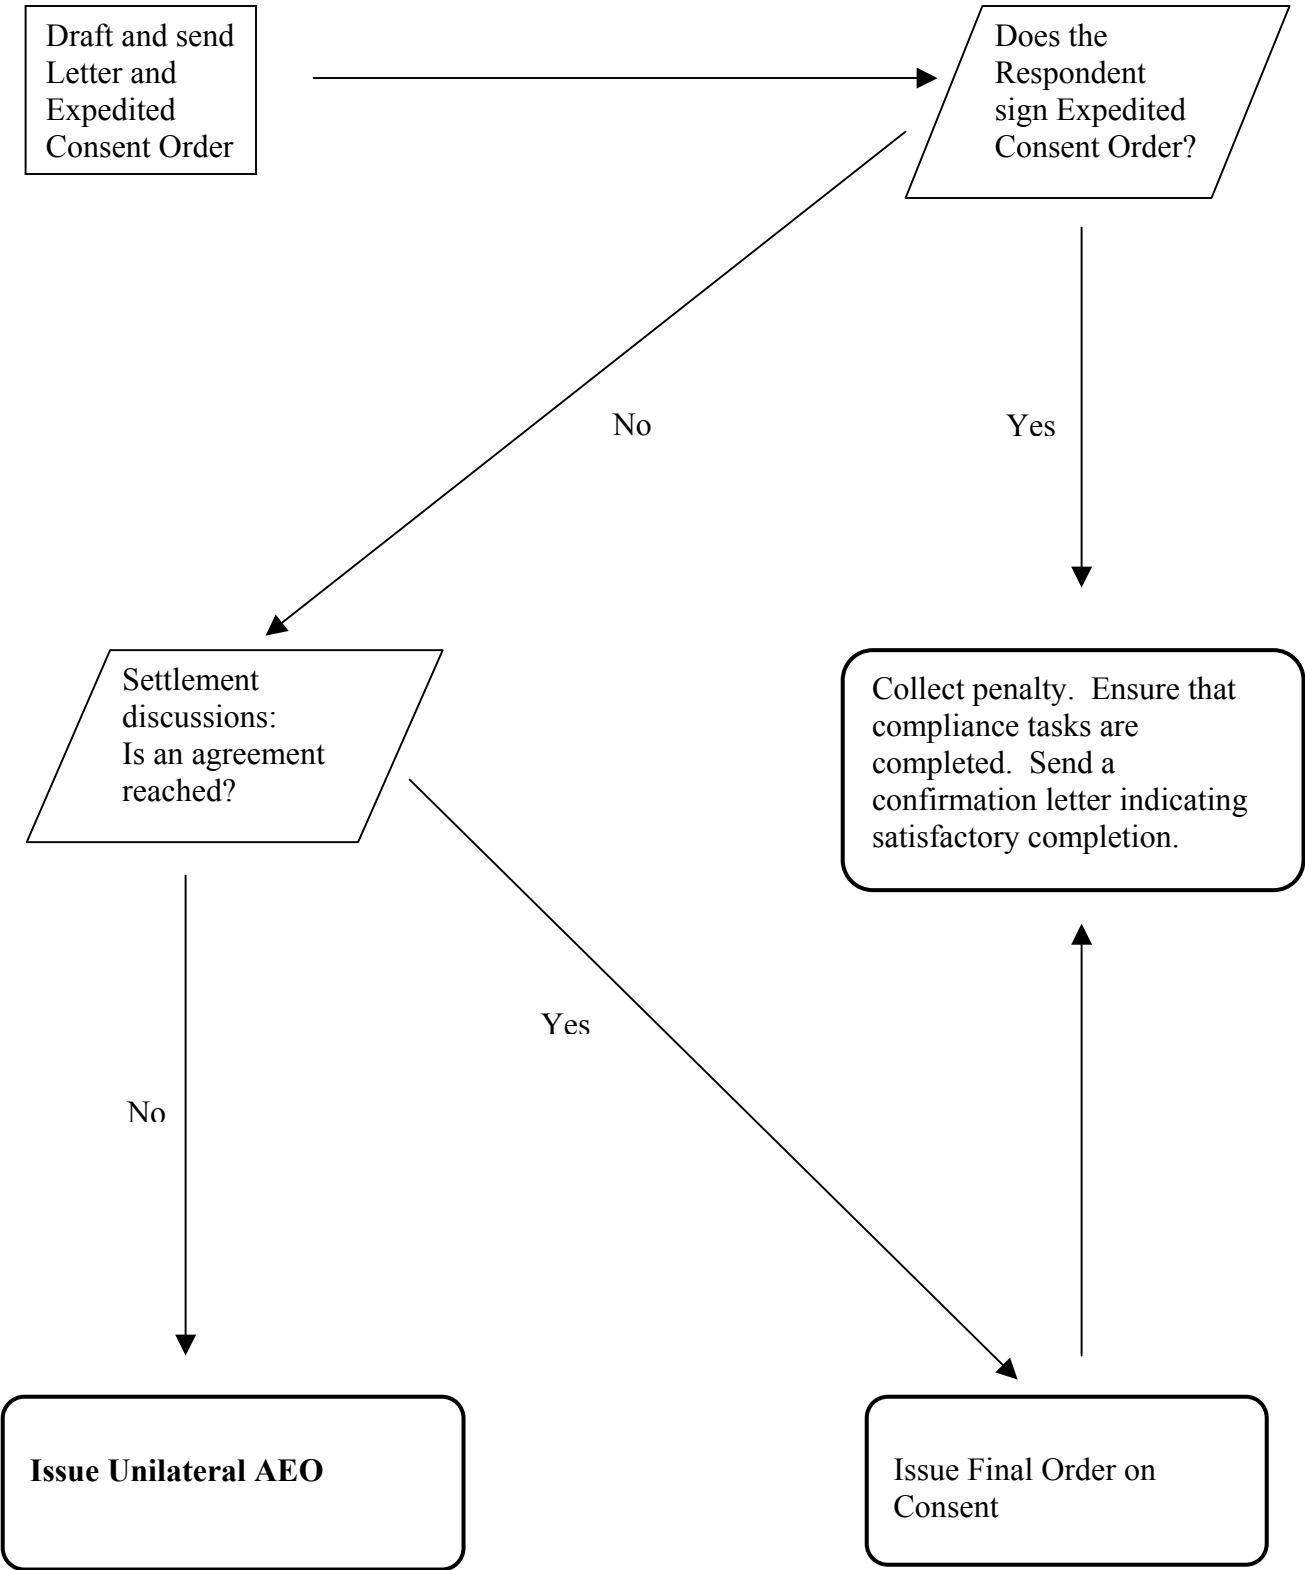 Draft and send
Letter and
Expedited
Consent Order
Does the
Respondent
sign Expedited
Consent Order?
No
Yes
Settlement
discussions:
Is an agreement
reached?
Collect penalty.  Ensure that
compliance tasks are
completed.  Send a
confirmation letter indicating
satisfactory completion.
Yes
No
Issue Unilateral AEO
Issue Final Order on
Consent